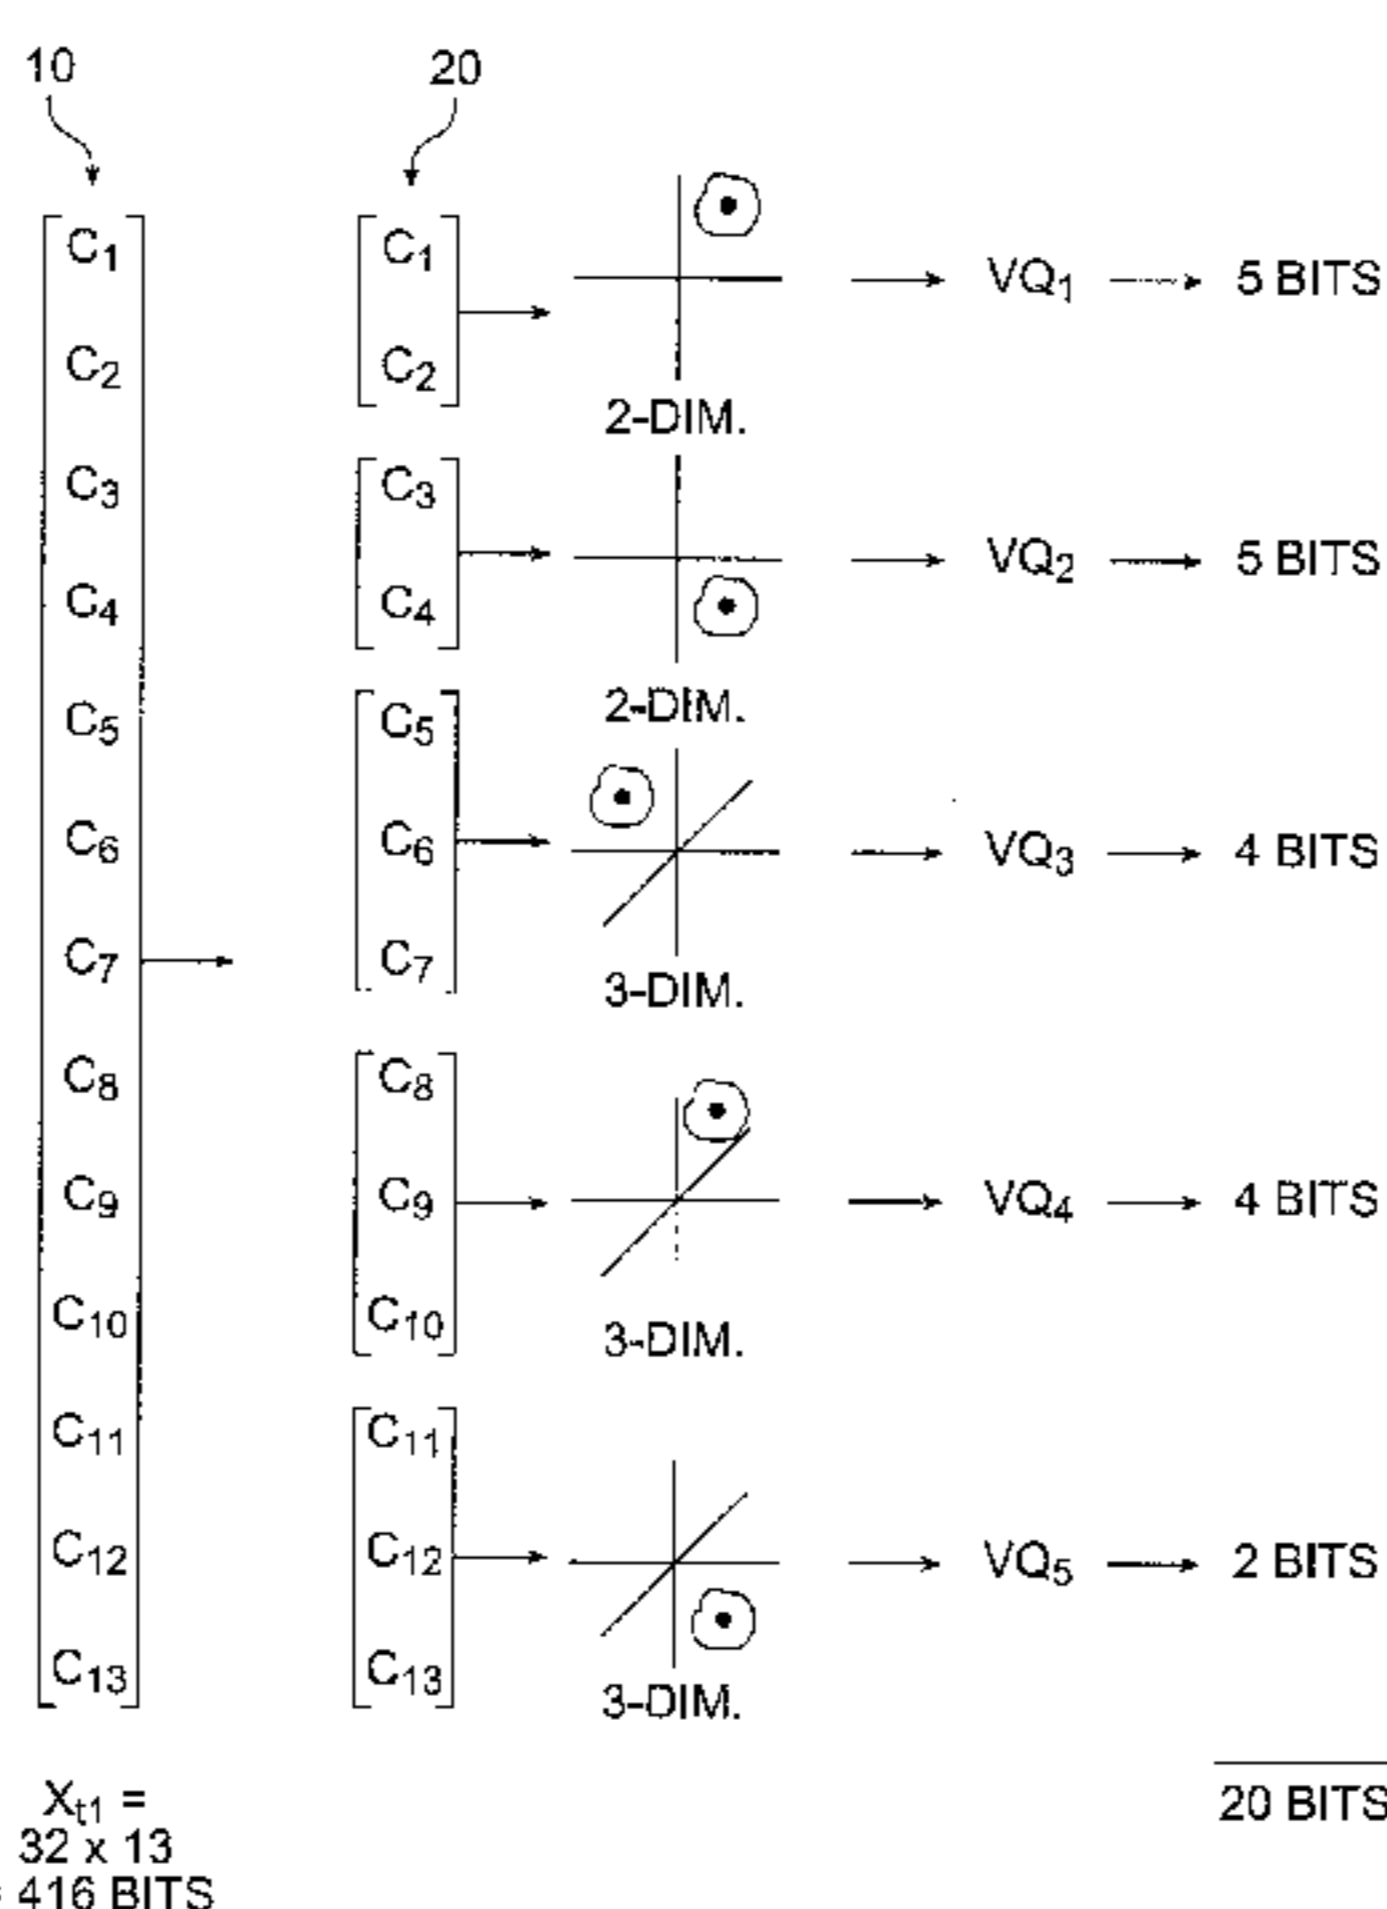 10
20
C1
C2
C3
C4
C5
C6
C7
C8
C9
C10
C11
C12
C13
Xt1 =
32 x 13
= 416 BITS
C1
C2
2-DIM.
VQ1
5 BITS
C3
C4
2-DIM.
VQ2
5 BITS
C5
C6
C7
3-DIM.
VQ3
4 BITS
C8
C9
C10
3-DIM.
VQ4
4 BITS
C11
C12
C13
3-DIM.
VQ5
2 BITS
20 BITS